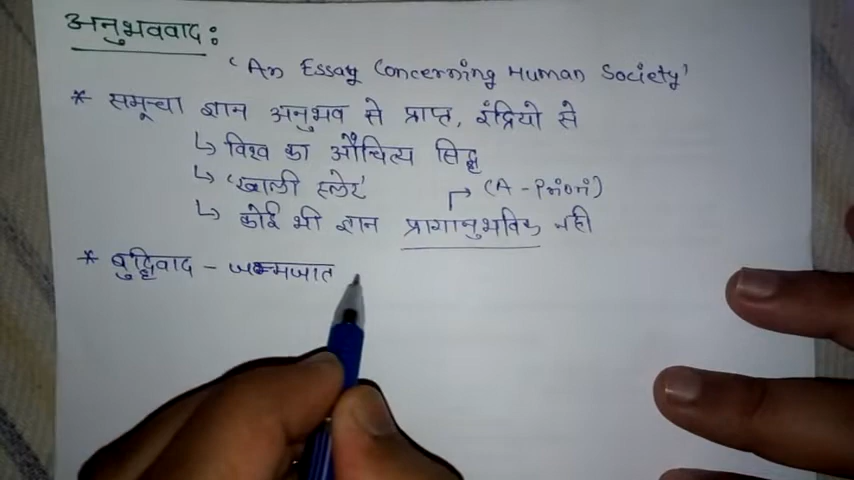 अनुभववाद :
'An Essay Concerning Human Society'
* समूचा ज्ञान अनुभव से प्राप्त, इंद्रियो से
↳ विश्व का औचित्य सिद्ध
↳ 'खाली स्लेट' ↱ (A - Priori)
↳ कोई भी ज्ञान प्रागानुभविक नही
* बुद्धिवाद - जन्मजात